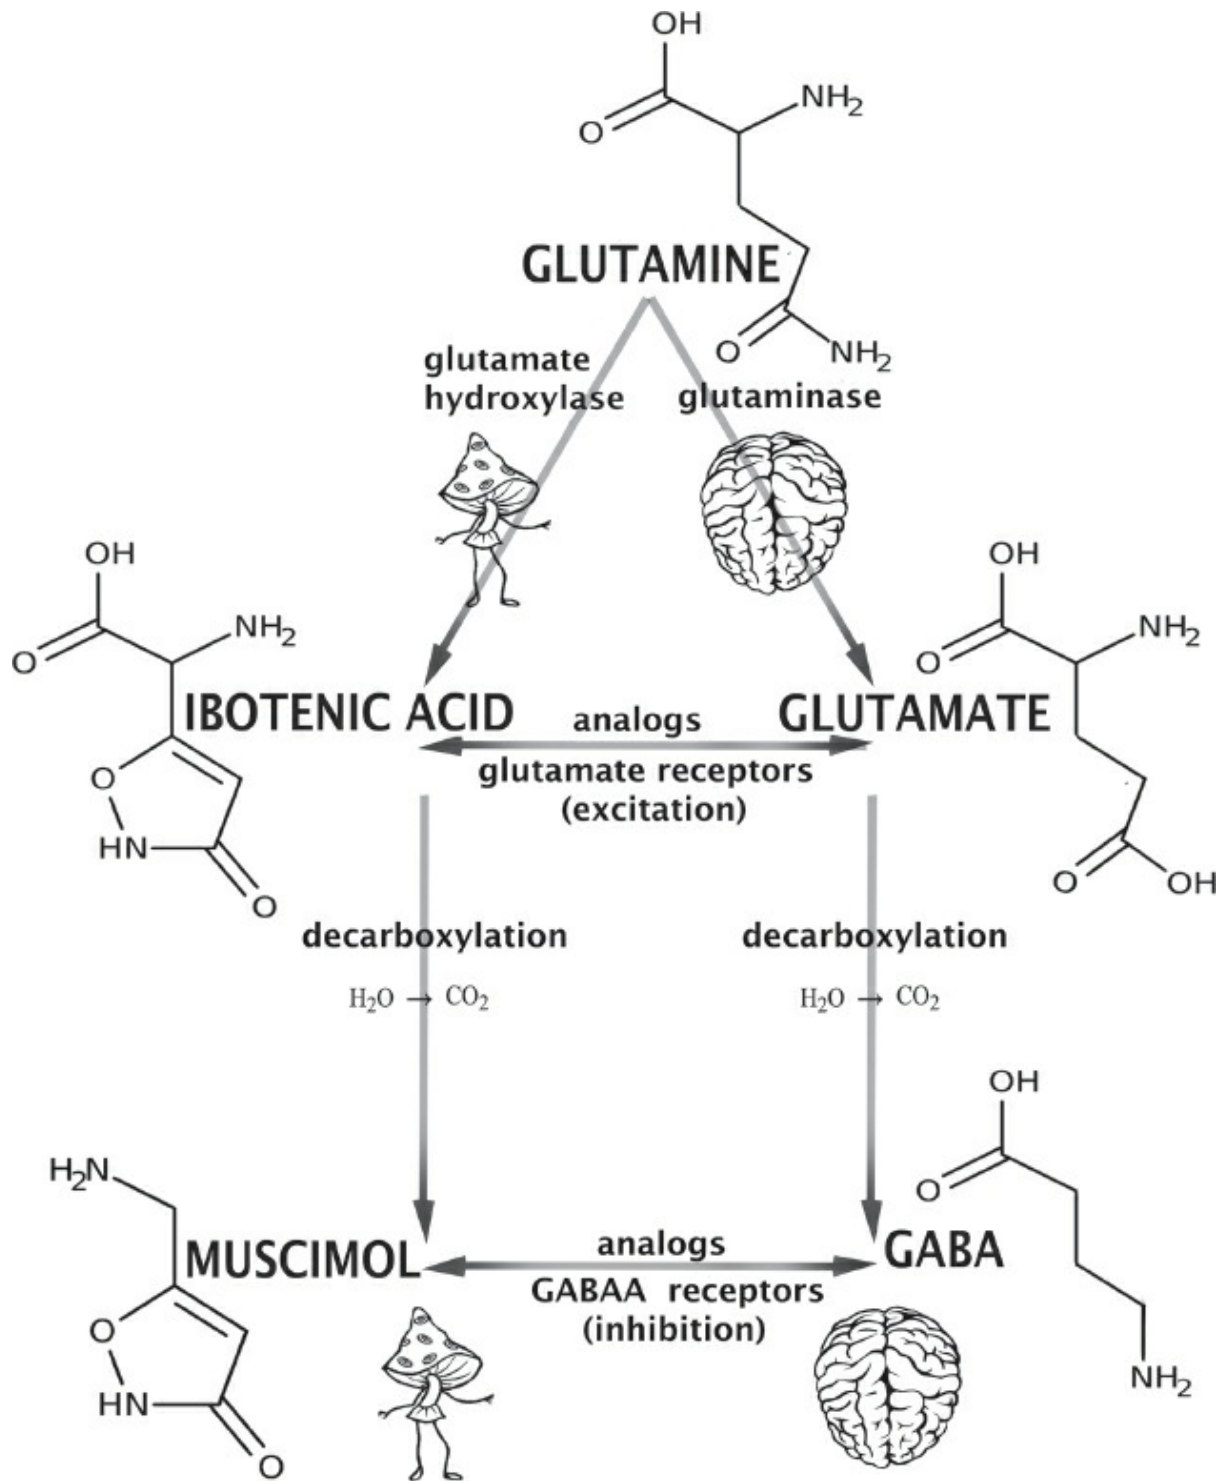 OH
NH2
O
GLUTAMINE
O
NH2
glutamate
hydroxylase
glutaminase
OH
O
NH2
IBOTENIC ACID
O
HN
O
analogs
glutamate receptors
(excitation)
OH
O
NH2
GLUTAMATE
O
OH
decarboxylation
H2O → CO2
decarboxylation
H2O → CO2
H2N
MUSCIMOL
O
HN
O
analogs
GABAA receptors
(inhibition)
OH
O
GABA
NH2